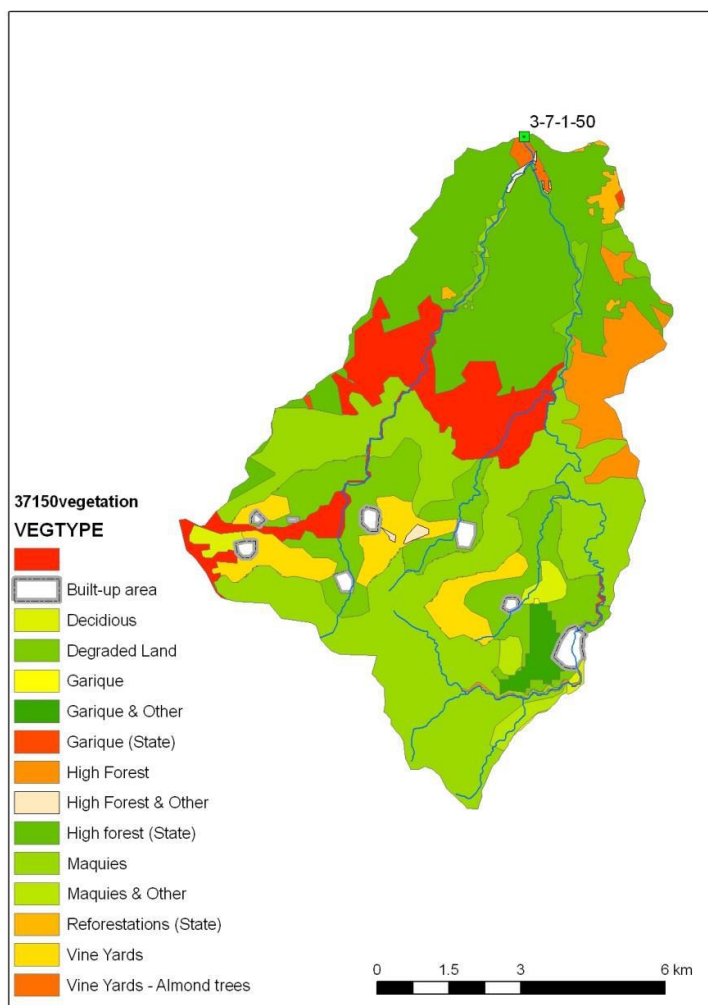 3-7-1-50
37150vegetation
VEGTYPE
Built-up area
Decidious
Degraded Land
Garique
Garique & Other
Garique (State)
High Forest
High Forest & Other
High forest (State)
Maquies
Maquies & Other
Reforestations (State)
Vine Yards
Vine Yards - Almond trees
0 1.5 3 6 km